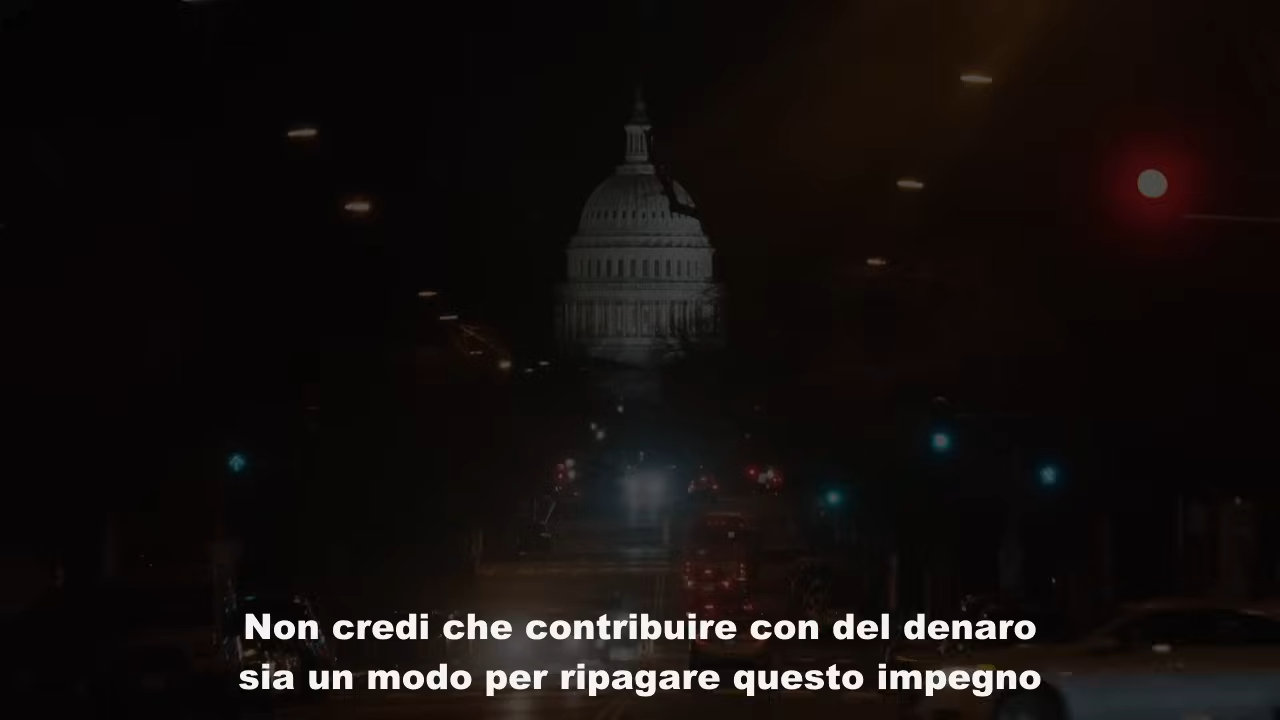 Non credi che contribuire con del denaro
sia un modo per ripagare questo impegno